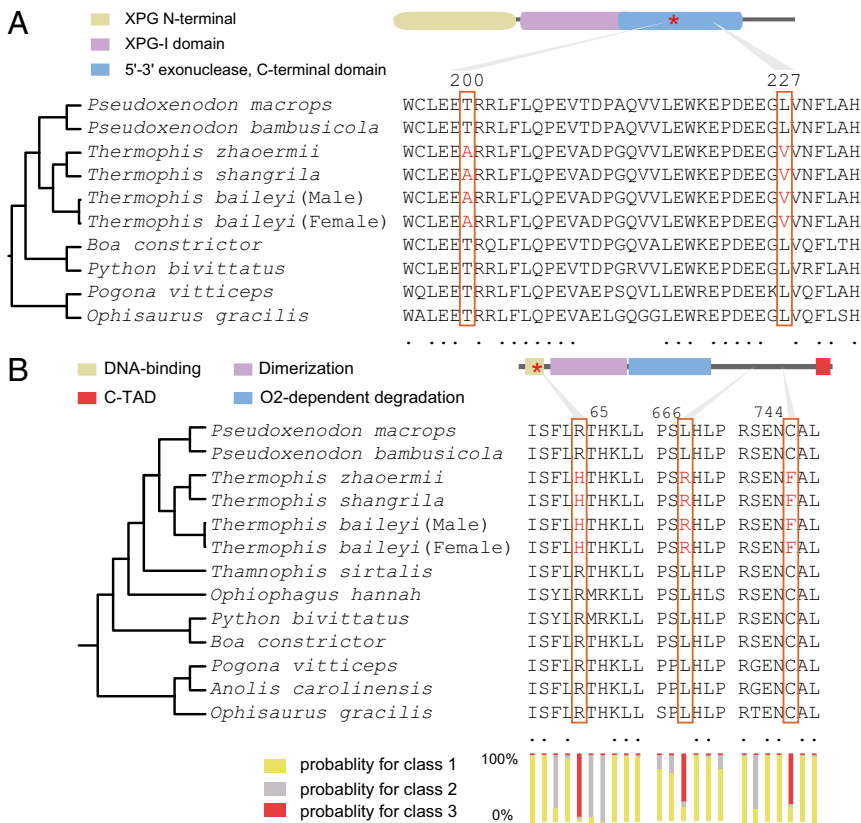 A
XPG N-terminal
XPG-I domain
5'-3' exonuclease, C-terminal domain
*
200 227
Pseudoxenodon macrops WCLEETRRLFLQPEVTDPAQVVLEWKEPDEEGLVNFLAH
Pseudoxenodon bambusicola WCLEETRRLFLQPEVTDPAQVVLEWKEPDEEGLVNFLAH
Thermophis zhaoermii WCLEEARRLFLQPEVADPGQVVLEWKEPDEEGVVNFLAH
Thermophis shangrila WCLEEARRLFLQPEVADPGQVVLEWKEPDEEGVVNFLAH
Thermophis baileyi(Male) WCLEEARRLFLQPEVADPGQVVLEWKEPDEEGVVNFLAH
Thermophis baileyi(Female) WCLEEARRLFLQPEVADPGQVVLEWKEPDEEGVVNFLAH
Boa constrictor WCLEETRQLFLQPEVTDPGQVALEWKEPDEEGLVQFLTH
Python bivittatus WCLEETRRLFLQPEVTDPGRVVLEWKEPDEEGLVRFLAH
Pogona vitticeps WQLEETRRLFLQPEVAEPSQVLLEWREPDEEKLVQFLAH
Ophisaurus gracilis WALEETRRLFLQPEVAELGQGGLEWREPDEEGLVQFLSH
B
DNA-binding Dimerization
C-TAD O2-dependent degradation
*
65 666 744
Pseudoxenodon macrops ISFLRTHKLL PSLHLP RSENCAL
Pseudoxenodon bambusicola ISFLRTHKLL PSLHLP RSENCAL
Thermophis zhaoermii ISFLHTHKLL PSRHLP RSENFAL
Thermophis shangrila ISFLHTHKLL PSRHLP RSENFAL
Thermophis baileyi(Male) ISFLHTHKLL PSRHLP RSENFAL
Thermophis baileyi(Female) ISFLHTHKLL PSRHLP RSENFAL
Thamnophis sirtalis ISFLRTHKLL PSLHLP RSENCAL
Ophiophagus hannah ISYLRMRKLL PSLHLS RSENCAL
Python bivittatus ISYLRMRKLL PSLHLP RSENCAL
Boa constrictor ISFLRTHKLL PSLHLP RSENCAL
Pogona vitticeps ISFLRTHKLL PPLHLP RGENCAL
Anolis carolinensis ISFLRTHKLL PPLHLP RGENCAL
Ophisaurus gracilis ISFLRTHKLL SPLHLP RTENCAL
probablity for class 1 100%
probablity for class 2
probablity for class 3 0%